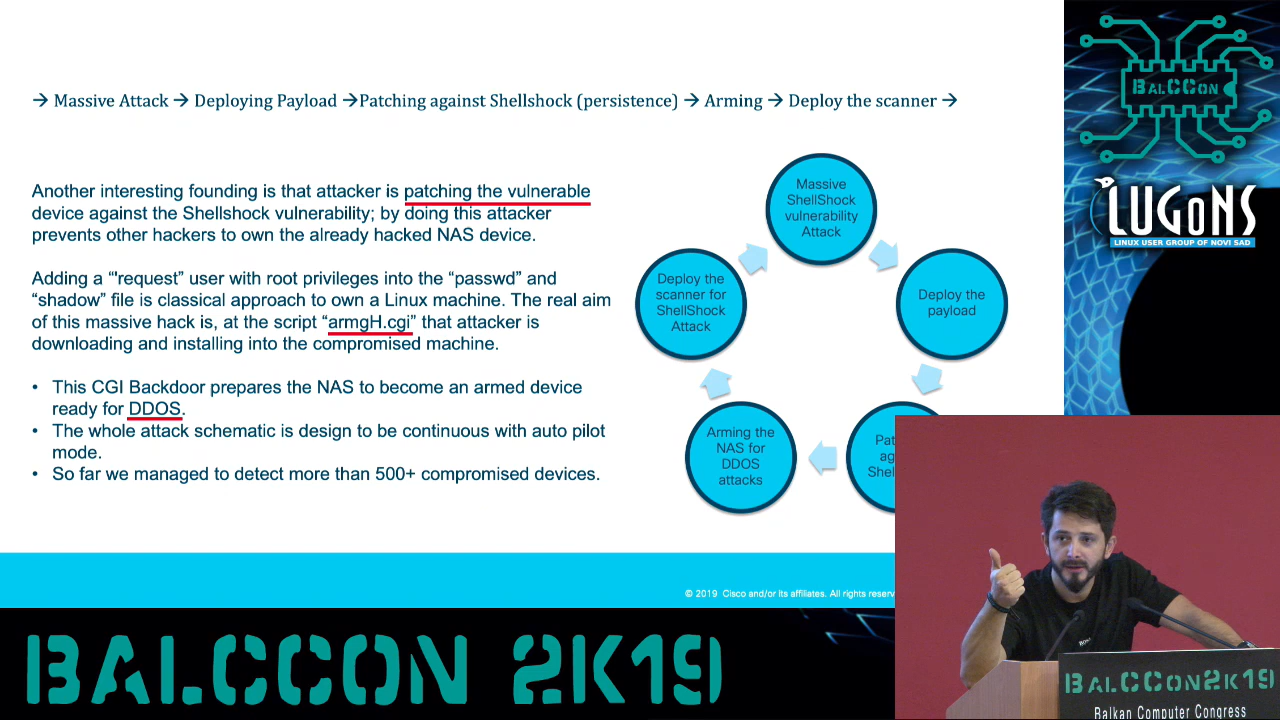 → Massive Attack → Deploying Payload →Patching against Shellshock (persistence) → Arming → Deploy the scanner →
Another interesting founding is that attacker is patching the vulnerable
device against the Shellshock vulnerability; by doing this attacker
prevents other hackers to own the already hacked NAS device.
Adding a “"request” user with root privileges into the “passwd” and
“shadow” file is classical approach to own a Linux machine. The real aim
of this massive hack is, at the script “armgH.cgi” that attacker is
downloading and installing into the compromised machine.
• This CGI Backdoor prepares the NAS to become an armed device
ready for DDOS.
• The whole attack schematic is design to be continuous with auto pilot
mode.
• So far we managed to detect more than 500+ compromised devices.
Massive
ShellShock
vulnerability
Attack
Deploy the
payload
Arming the
NAS for
DDOS
attacks
Deploy the
scanner for
ShellShock
Attack
© 2019 Cisco and/or its affiliates. All rights
BALCCON
LUGONS
LINUX USER GROUP OF NOVI SAD
BALCCON 2K19
BALCCON2K19
Balkan Computer Congress